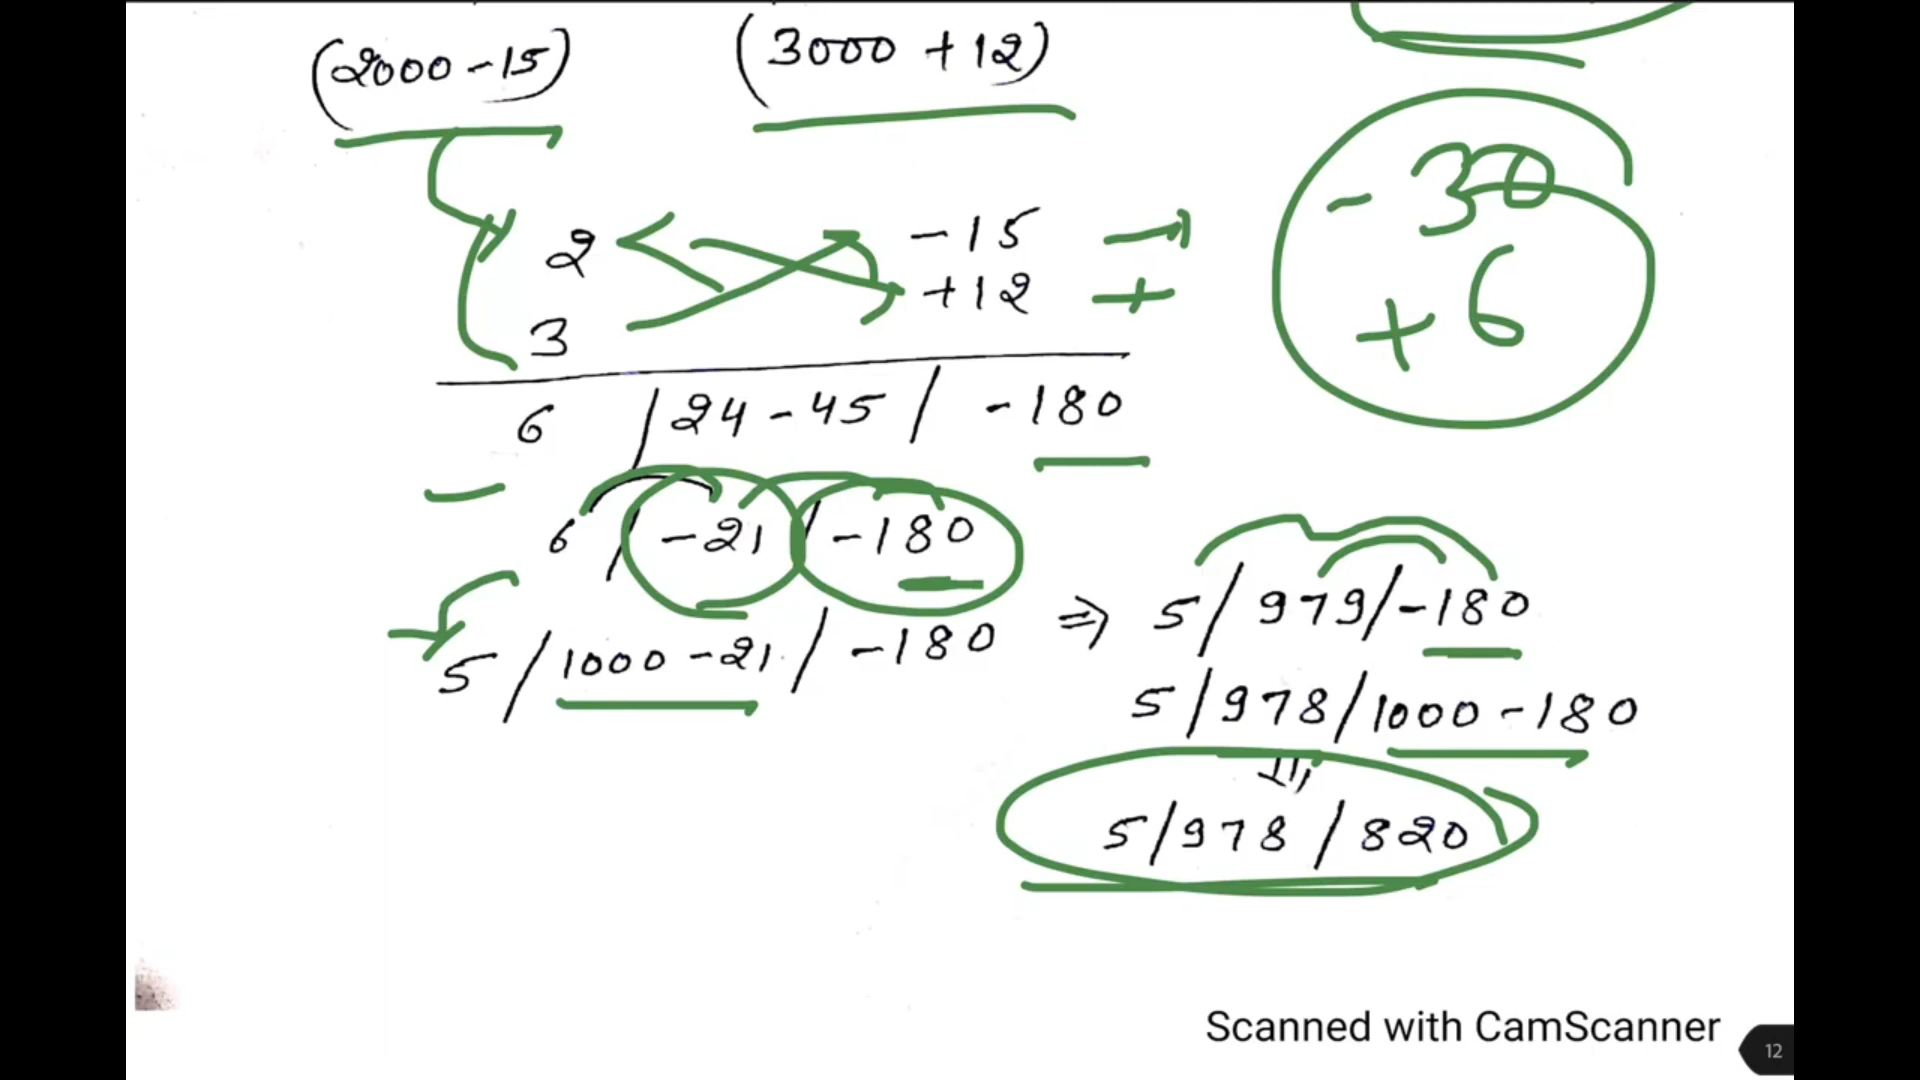 (2000 - 15) (3000 + 12)
- 30
+ 6
2 - 15
+ 12 +
3
6 / 24 - 45 / - 180
6 / - 21 / - 180
5 / 1000 - 21 / - 180 ⇒ 5 / 979 / - 180
5 / 978 / 1000 - 180
5 / 978 / 820
Scanned with CamScanner
12